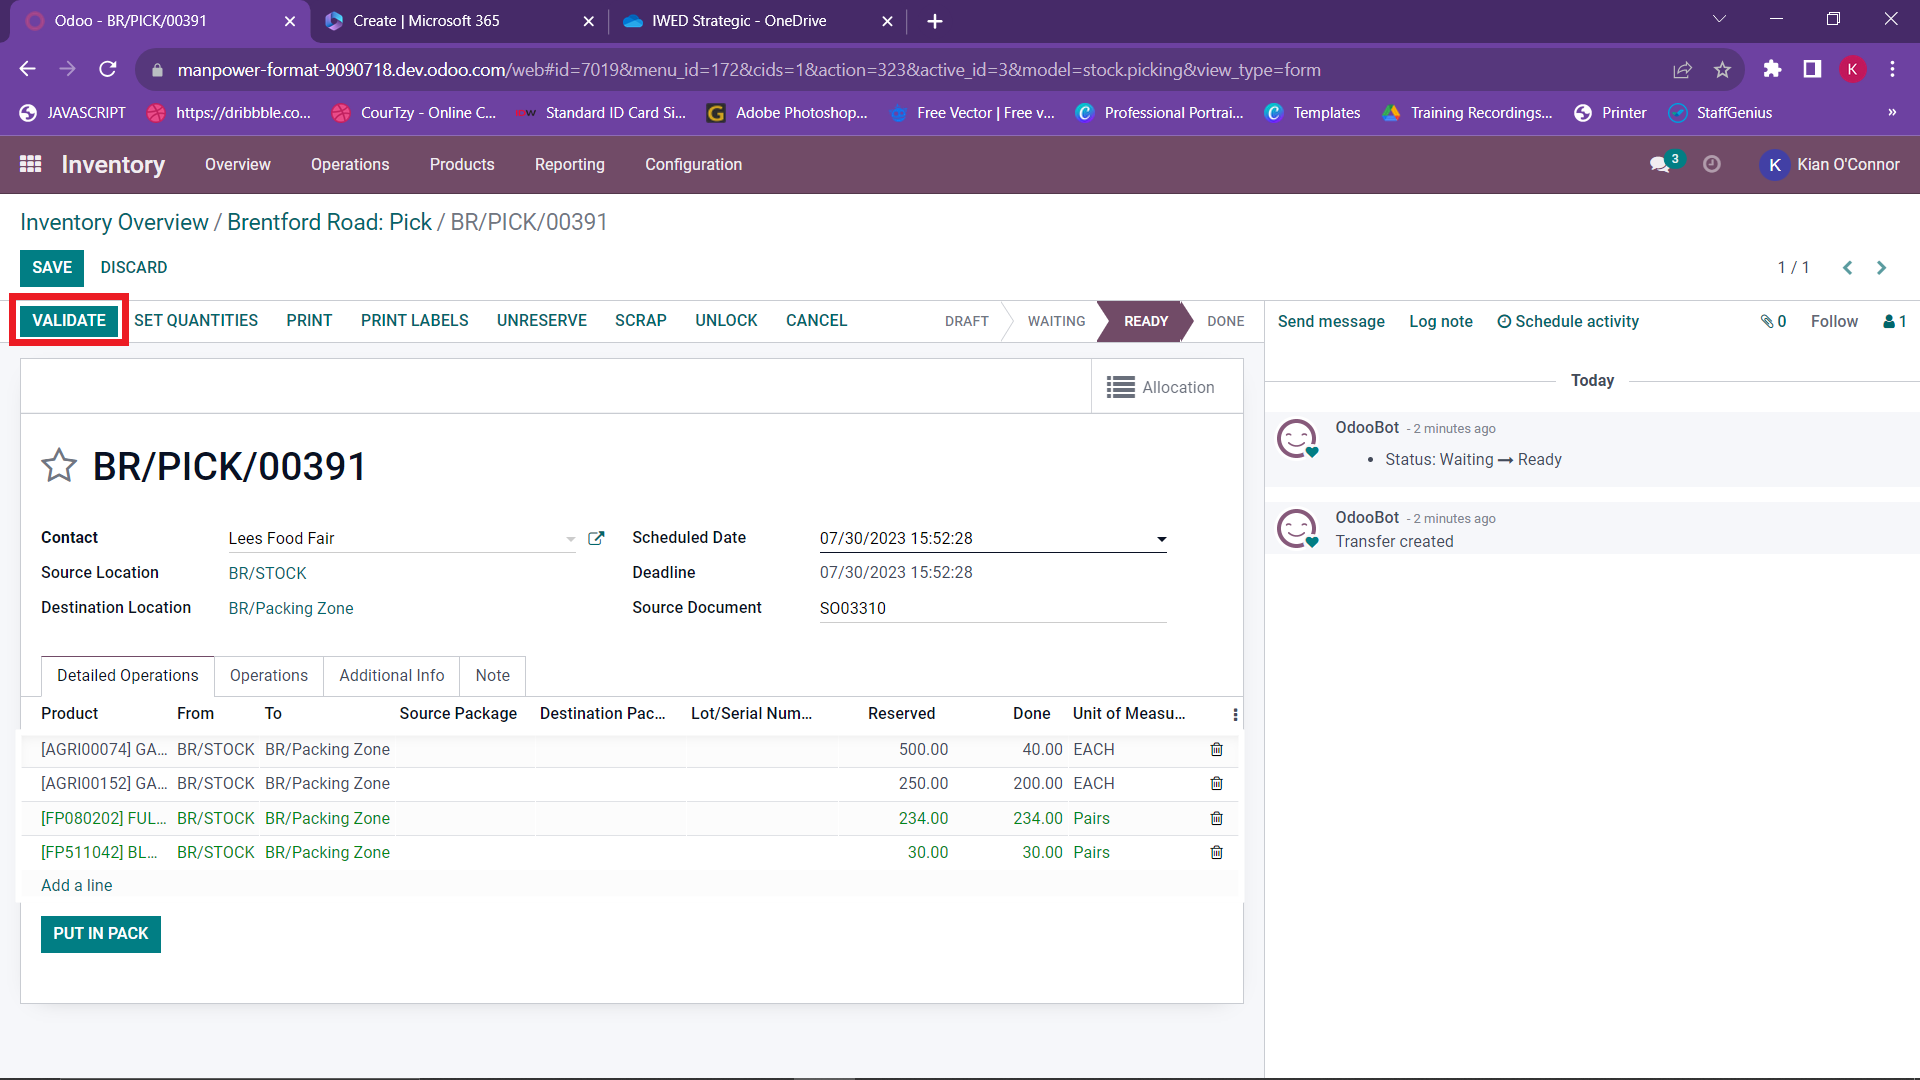 Odoo - BR/PICK/00391
Create | Microsoft 365
IWED Strategic - OneDrive
manpower-format-9090718.dev.odoo.com/web#id=7019&menu_id=172&cids=1&action=323&active_id=3&model=stock.picking&view_type=form
K
JAVASCRIPT
https://dribbble.co...
CourTzy - Online C...
Standard ID Card Si...
Adobe Photoshop...
Free Vector | Free v...
Professional Portrai...
Templates
Training Recordings...
Printer
StaffGenius
»
Inventory Overview Operations Products Reporting Configuration
3
K Kian O'Connor
Inventory Overview / Brentford Road: Pick / BR/PICK/00391
SAVE DISCARD
1 / 1
VALIDATE SET QUANTITIES PRINT PRINT LABELS UNRESERVE SCRAP UNLOCK CANCEL
DRAFT WAITING READY DONE
Send message Log note Schedule activity
0 Follow 1
Allocation
Today
OdooBot - 2 minutes ago
• Status: Waiting → Ready
OdooBot - 2 minutes ago
Transfer created
BR/PICK/00391
Contact Lees Food Fair
Source Location BR/STOCK
Destination Location BR/Packing Zone
Scheduled Date 07/30/2023 15:52:28
Deadline 07/30/2023 15:52:28
Source Document SO03310
Detailed Operations Operations Additional Info Note
Product From To Source Package Destination Pac... Lot/Serial Num... Reserved Done Unit of Measu...
[AGRI00074] GA... BR/STOCK BR/Packing Zone 500.00 40.00 EACH
[AGRI00152] GA... BR/STOCK BR/Packing Zone 250.00 200.00 EACH
[FP080202] FUL... BR/STOCK BR/Packing Zone 234.00 234.00 Pairs
[FP511042] BL... BR/STOCK BR/Packing Zone 30.00 30.00 Pairs
Add a line
PUT IN PACK